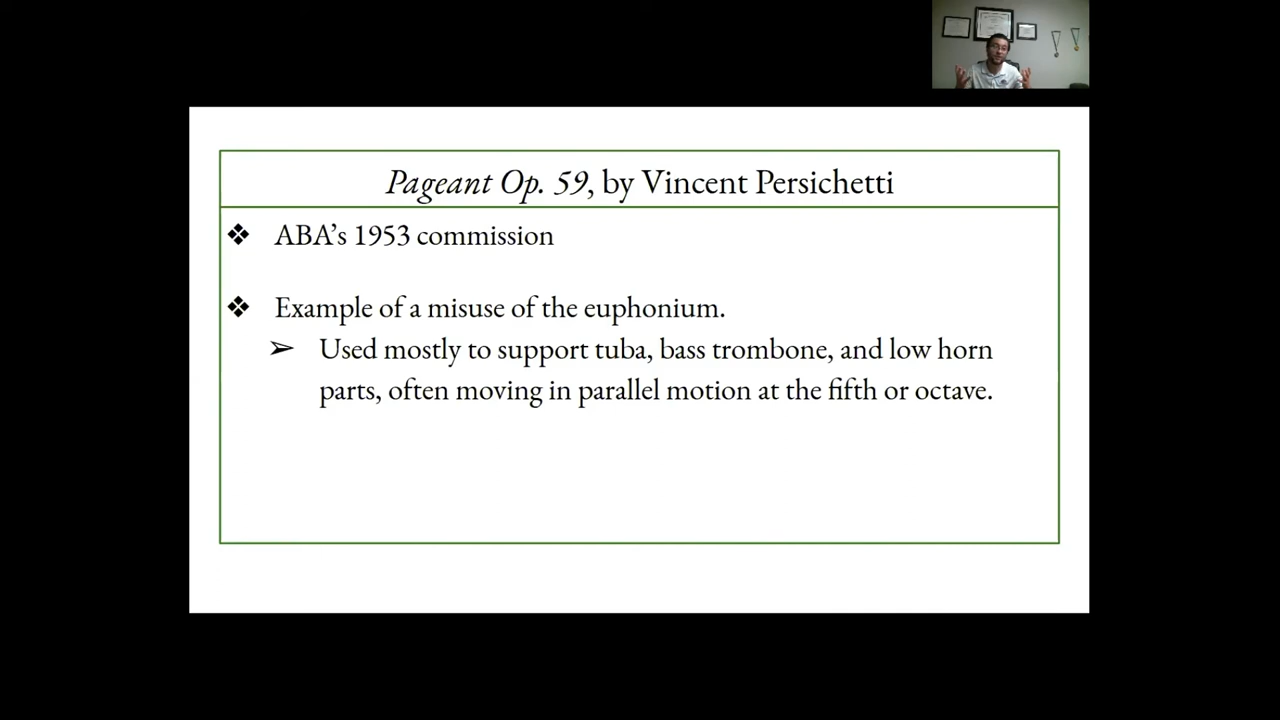 Pageant Op. 59, by Vincent Persichetti
❖ ABA’s 1953 commission
❖ Example of a misuse of the euphonium.
➢ Used mostly to support tuba, bass trombone, and low horn
parts, often moving in parallel motion at the fifth or octave.